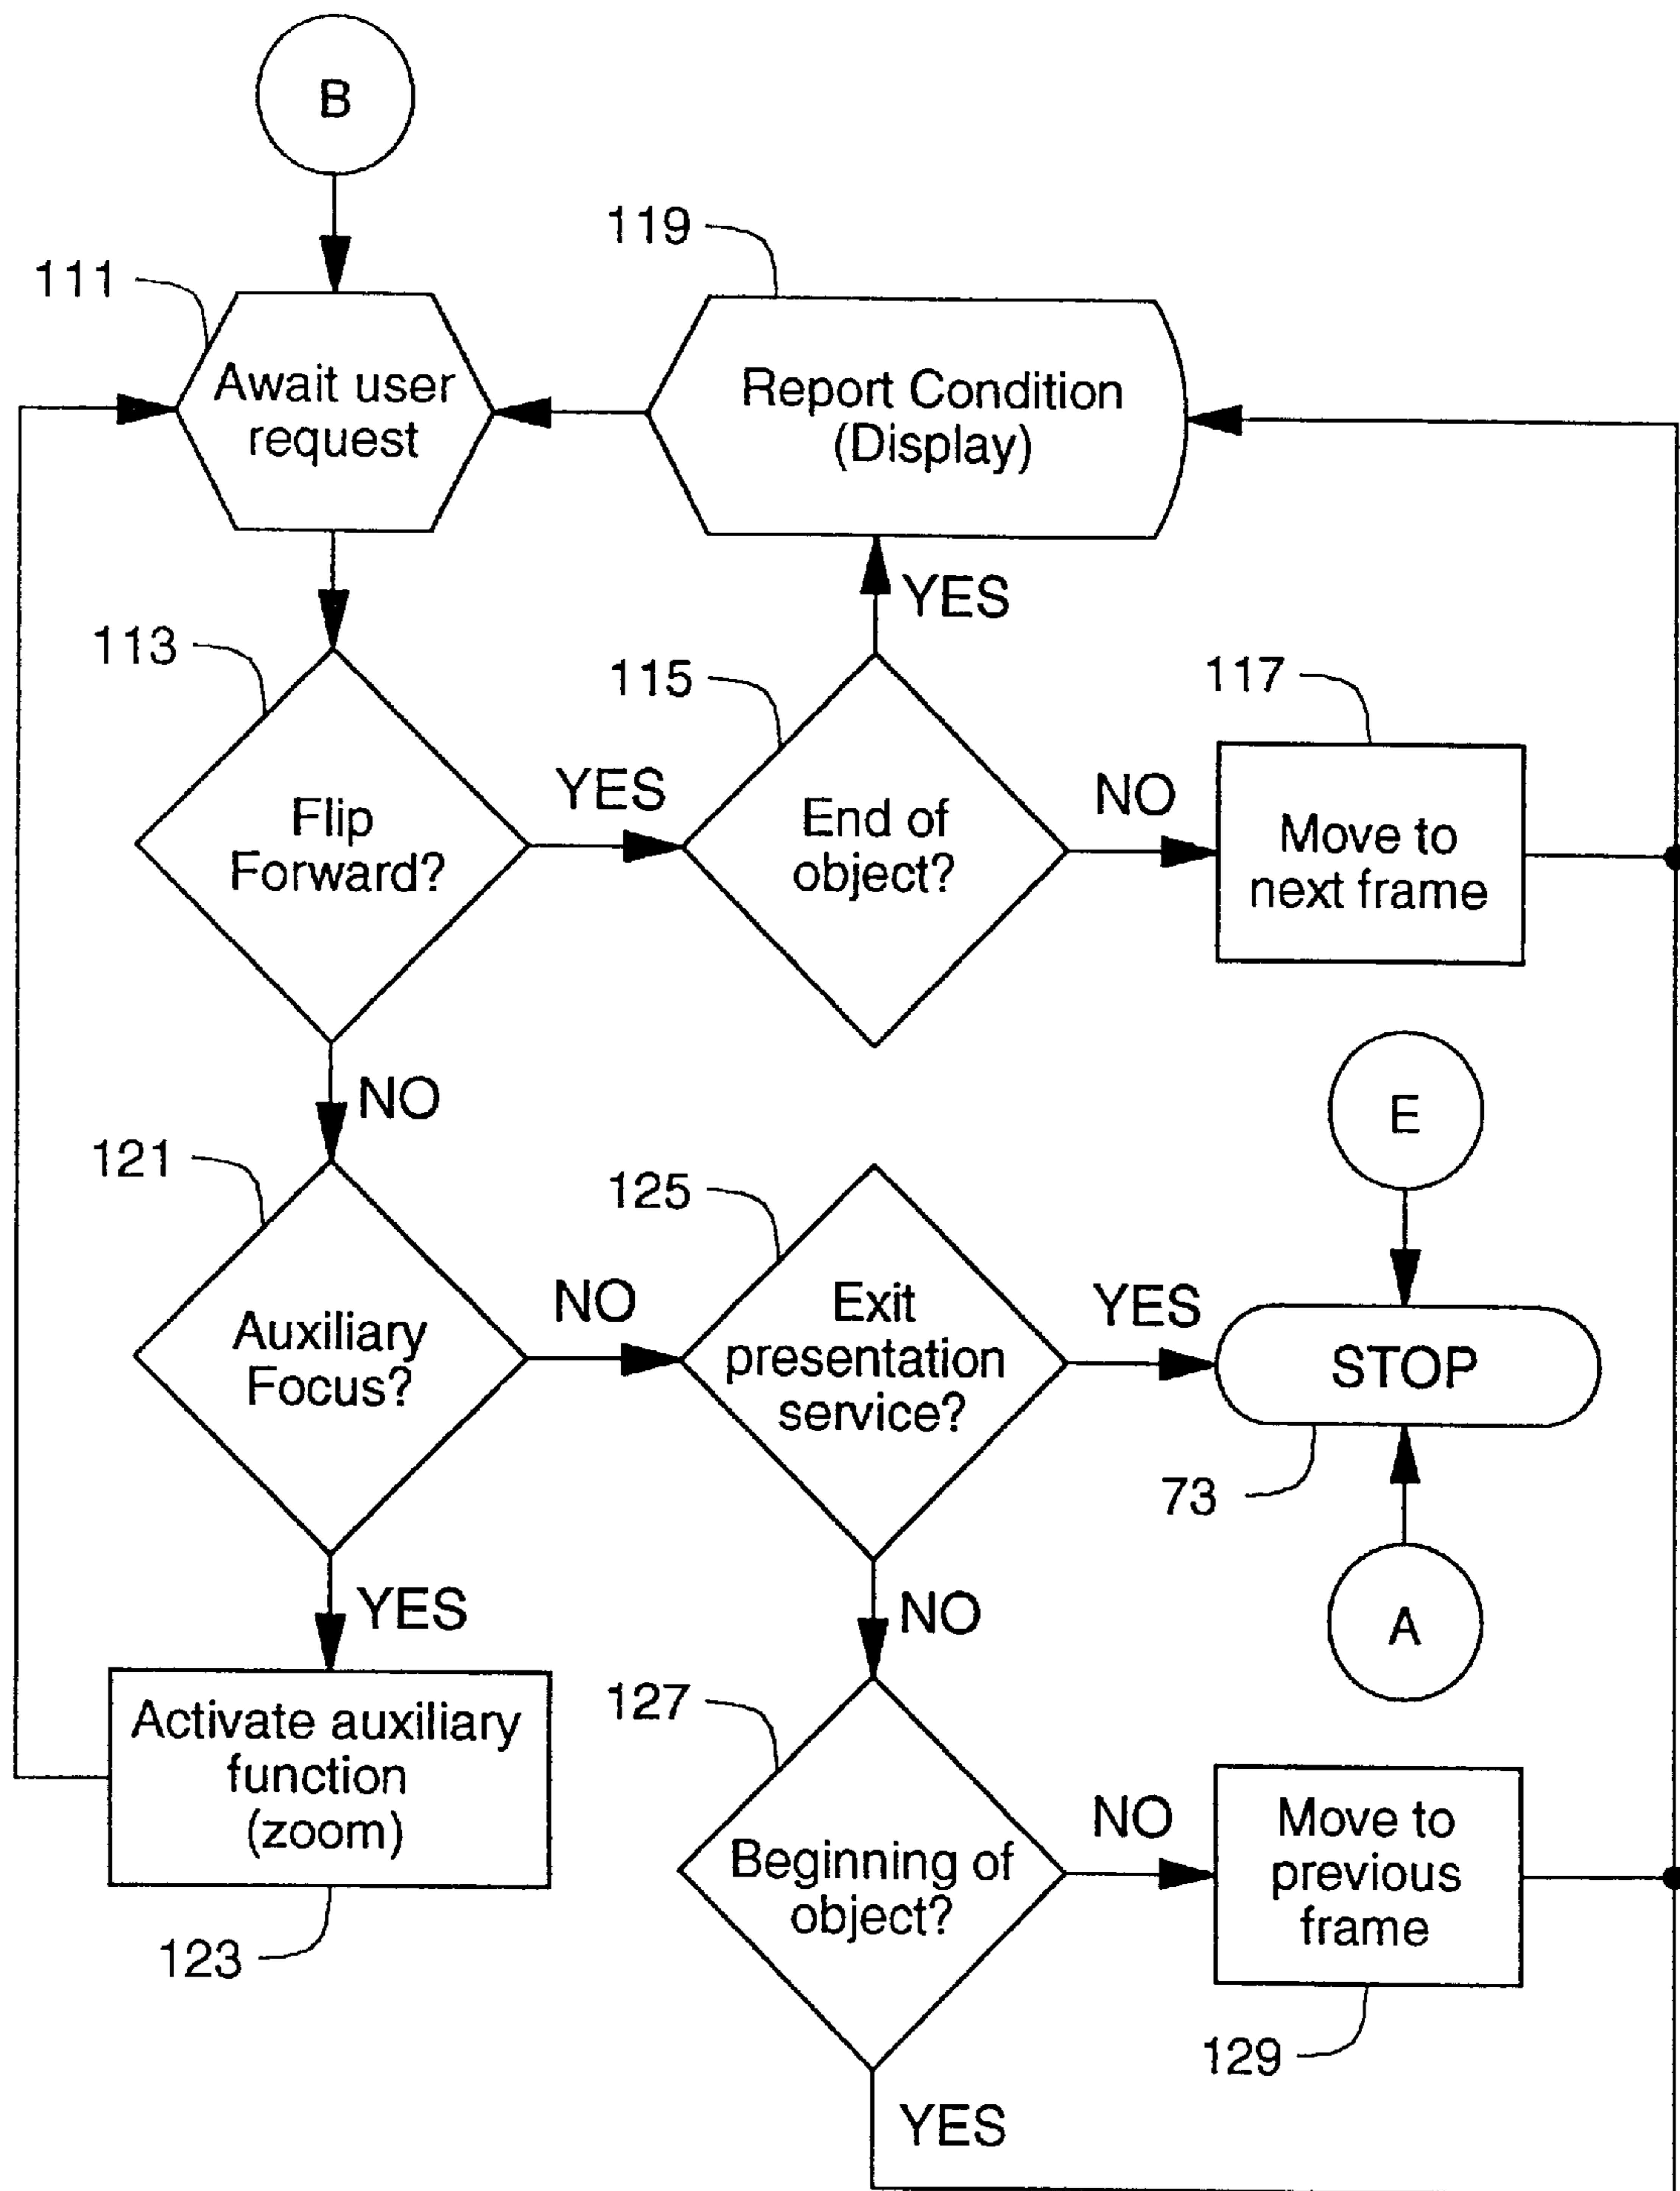 B
119
111
Await user
request
Report Condition
(Display)
YES
113
115
117
Flip
Forward?
YES
End of
object?
NO
Move to
next frame
NO
E
121
125
Auxiliary
Focus?
NO
Exit
presentation
service?
YES
STOP
73
YES
NO
A
Activate auxiliary
function
(zoom)
127
Beginning of
object?
NO
Move to
previous
frame
123
129
YES